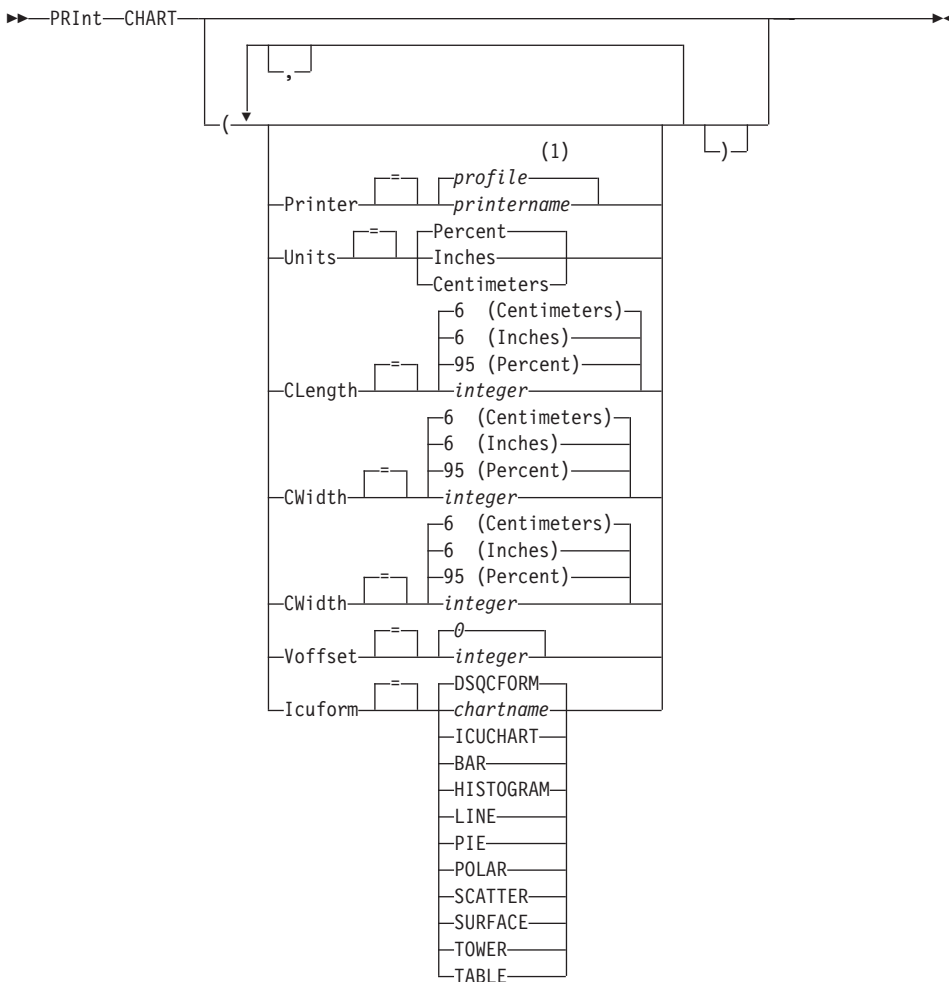 PRInt CHART
,
(
)
(1)
= profile
Printer printername
= Percent
Units Inches
Centimeters
6 (Centimeters)
6 (Inches)
= 95 (Percent)
CLength integer
6 (Centimeters)
6 (Inches)
= 95 (Percent)
CWidth integer
6 (Centimeters)
6 (Inches)
= 95 (Percent)
CWidth integer
= 0
Voffset integer
= DSQCFORM
Icuform chartname
ICUCHART
BAR
HISTOGRAM
LINE
PIE
POLAR
SCATTER
SURFACE
TOWER
TABLE